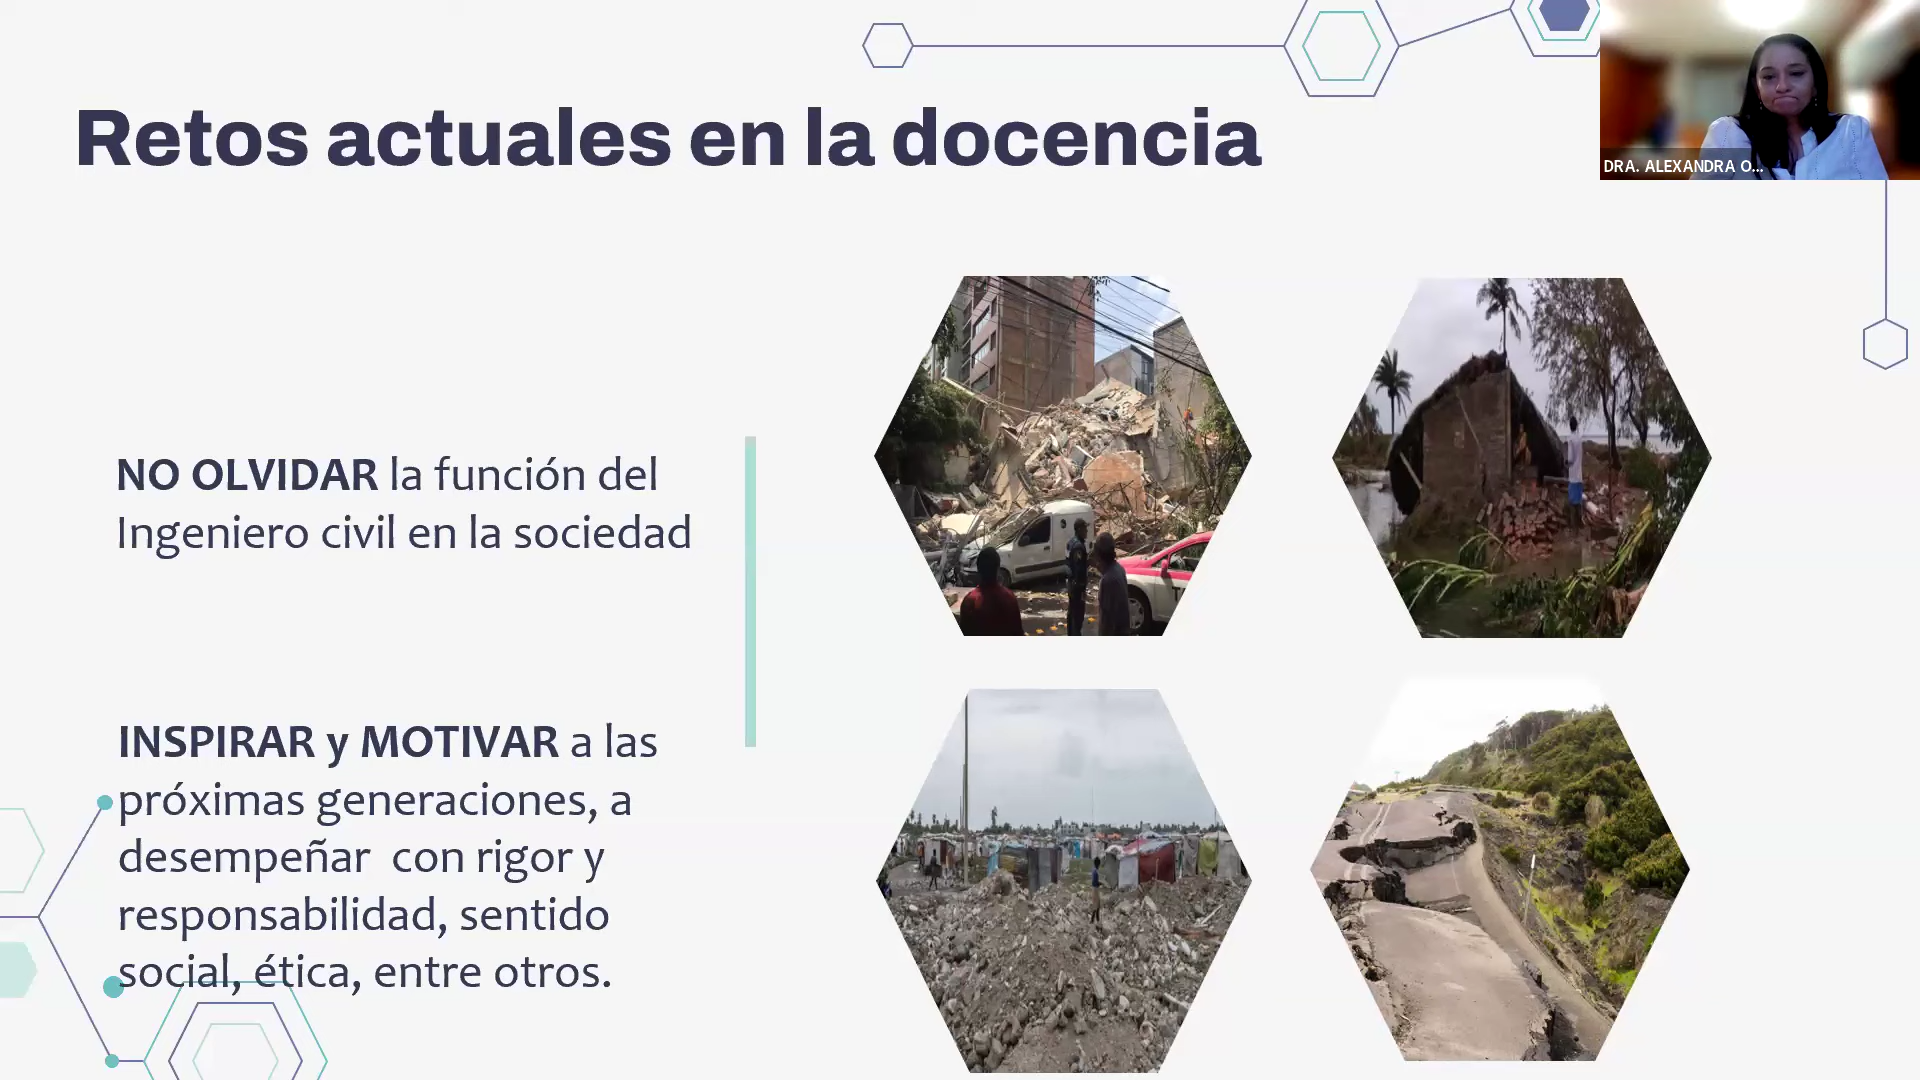 Retos actuales en la docencia
DRA. ALEXANDRA O...
NO OLVIDAR la función del
Ingeniero civil en la sociedad
INSPIRAR y MOTIVAR a las
próximas generaciones, a
desempeñar con rigor y
responsabilidad, sentido
social, ética, entre otros.